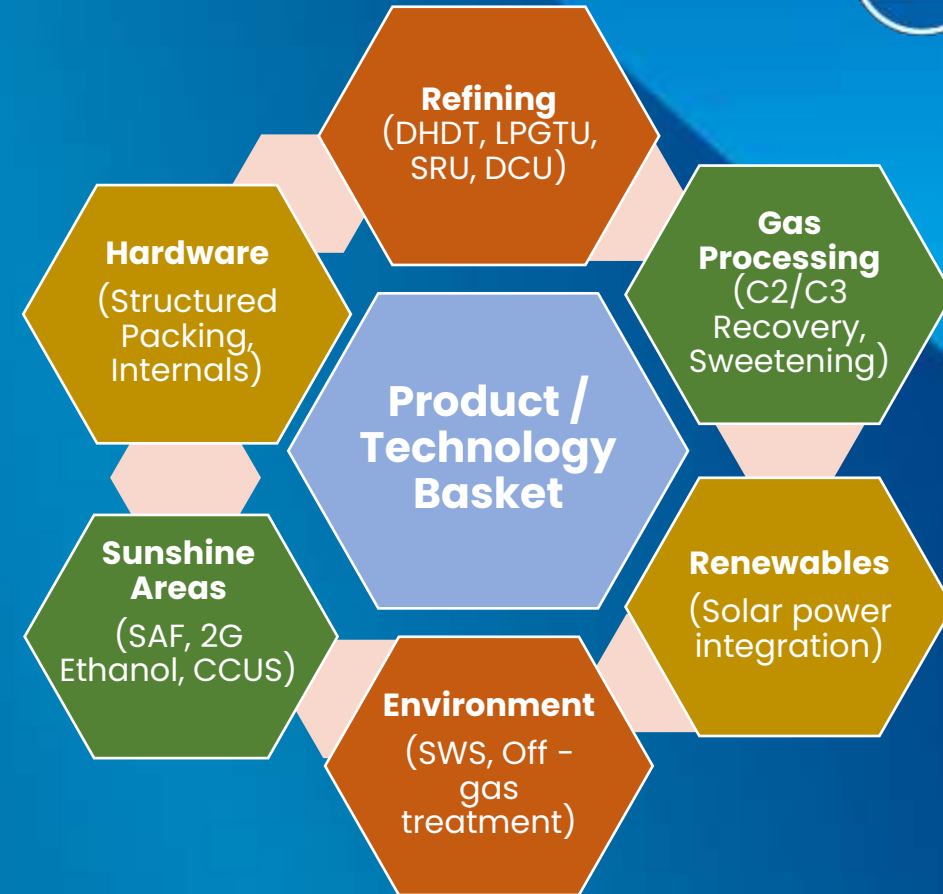 Refining
(DHDT, LPGTU,
SRU, DCU)
Gas
Processing
(C2/C3
Recovery,
Sweetening)
Renewables
(Solar power
integration)
Environment
(SWS, Off -
gas
treatment)
Sunshine
Areas
(SAF, 2G
Ethanol, CCUS)
Hardware
(Structured
Packing,
Internals)
Product /
Technology
Basket